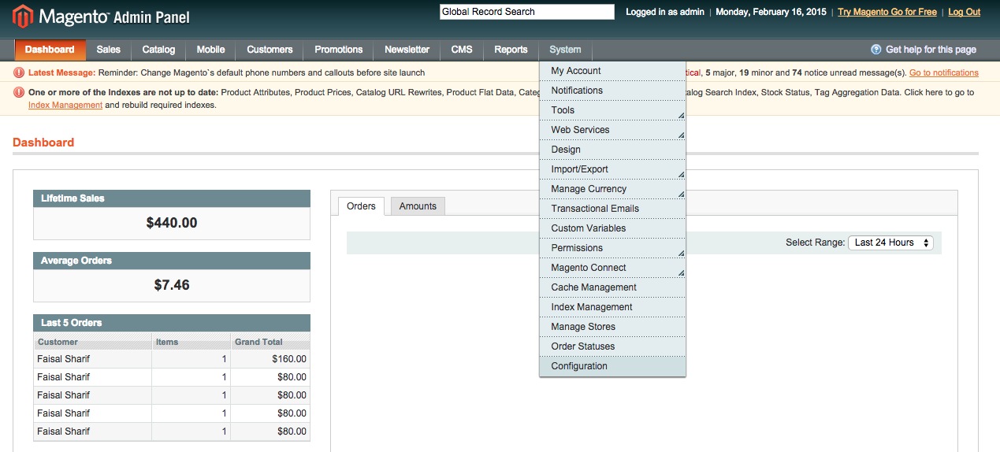 Magento™ Admin Panel
Global Record Search
Logged in as admin | Monday, February 16, 2015 | Try Magento Go for Free | Log Out
Dashboard Sales Catalog Mobile Customers Promotions Newsletter CMS Reports System Get help for this page
Latest Message: Reminder: Change Magento`s default phone numbers and callouts before site launch
5 major, 19 minor and 74 notice unread message(s). Go to notifications
One or more of the Indexes are not up to date: Product Attributes, Product Prices, Catalog URL Rewrites, Product Flat Data, Search Index, Stock Status, Tag Aggregation Data. Click here to go to
Index Management and rebuild required indexes.
My Account
Notifications
Tools
Web Services
Design
Import/Export
Manage Currency
Transactional Emails
Custom Variables
Permissions
Magento Connect
Cache Management
Index Management
Manage Stores
Order Statuses
Configuration
Dashboard
Lifetime Sales
$440.00
Average Orders
$7.46
Last 5 Orders
Customer Items Grand Total
Faisal Sharif 1 $160.00
Faisal Sharif 1 $80.00
Faisal Sharif 1 $80.00
Faisal Sharif 1 $80.00
Faisal Sharif 1 $80.00
Orders Amounts
Select Range: Last 24 Hours